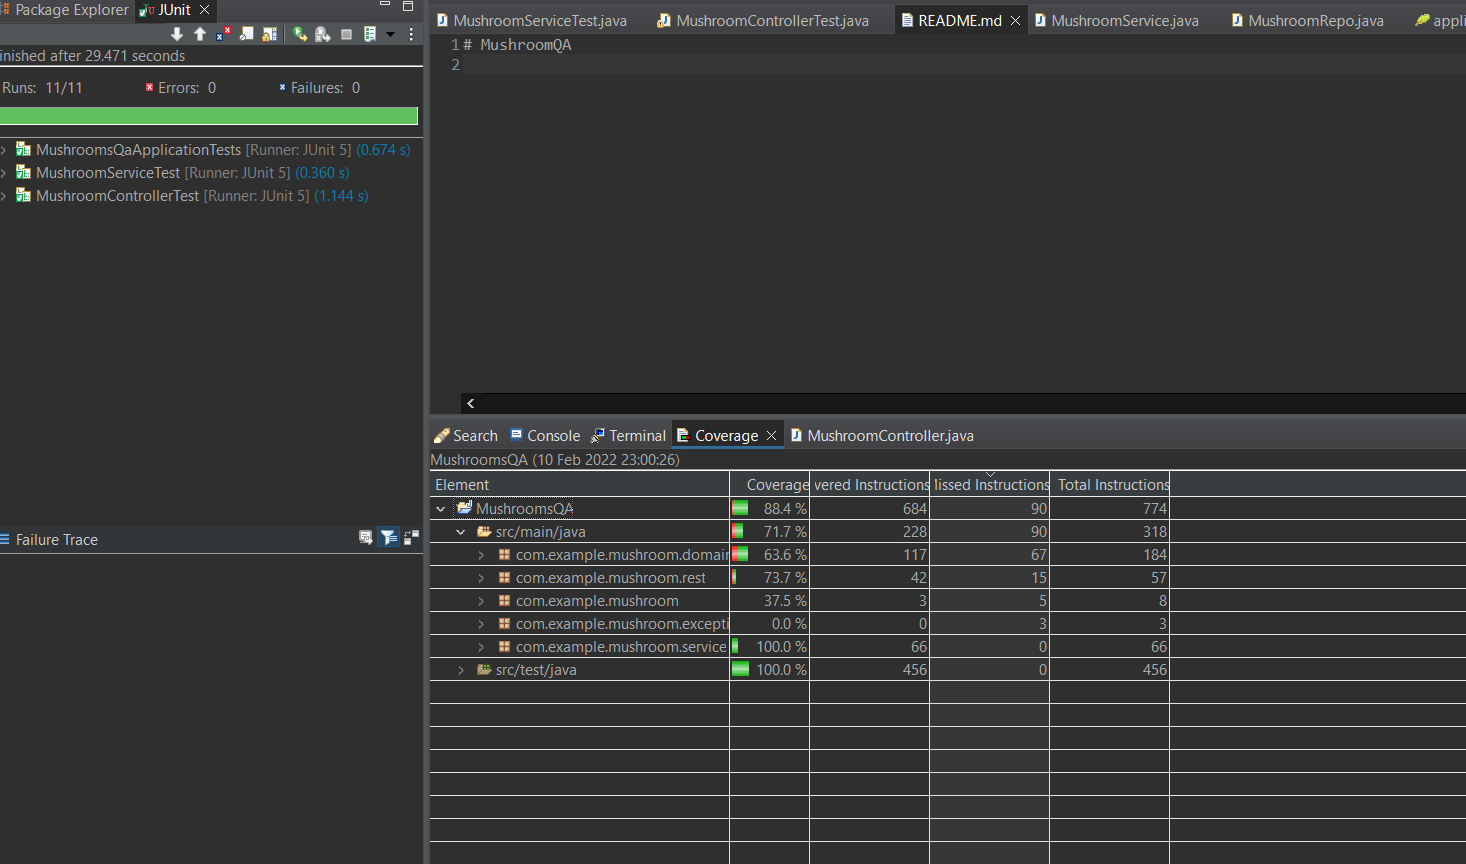 Package Explorer JUnit
inished after 29.471 seconds
Runs: 11/11 Errors: 0 Failures: 0
MushroomsQaApplicationTests [Runner: JUnit 5] (0.674 s)
MushroomServiceTest [Runner: JUnit 5] (0.360 s)
MushroomControllerTest [Runner: JUnit 5] (1.144 s)
Failure Trace
MushroomServiceTest.java MushroomControllerTest.java README.md MushroomService.java MushroomRepo.java appli
1 # MushroomQA
2
Search Console Terminal Coverage MushroomController.java
MushroomsQA (10 Feb 2022 23:00:26)
Element Coverage vered Instructions lissed Instructions Total Instructions
MushroomsQA 88.4 % 684 90 774
src/main/java 71.7 % 228 90 318
com.example.mushroom.domair 63.6 % 117 67 184
com.example.mushroom.rest 73.7 % 42 15 57
com.example.mushroom 37.5 % 3 5 8
com.example.mushroom.excepti 0.0 % 0 3 3
com.example.mushroom.service 100.0 % 66 0 66
src/test/java 100.0 % 456 0 456